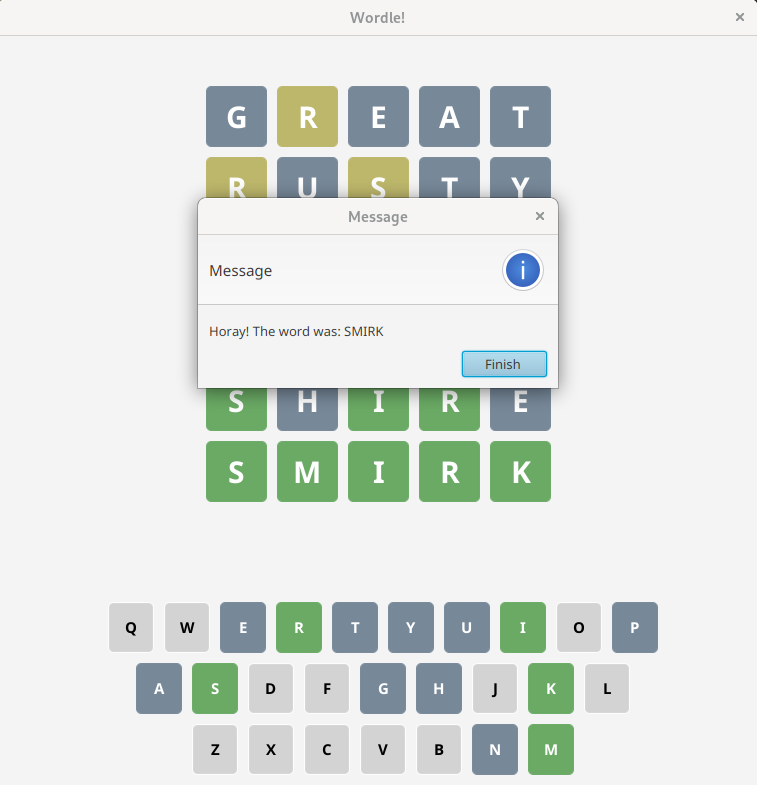 Wordle!
G R E A T
R U S T Y
Message
Message
i
Horay! The word was: SMIRK
Finish
S H I R E
S M I R K
Q W E R T Y U I O P
A S D F G H J K L
Z X C V B N M